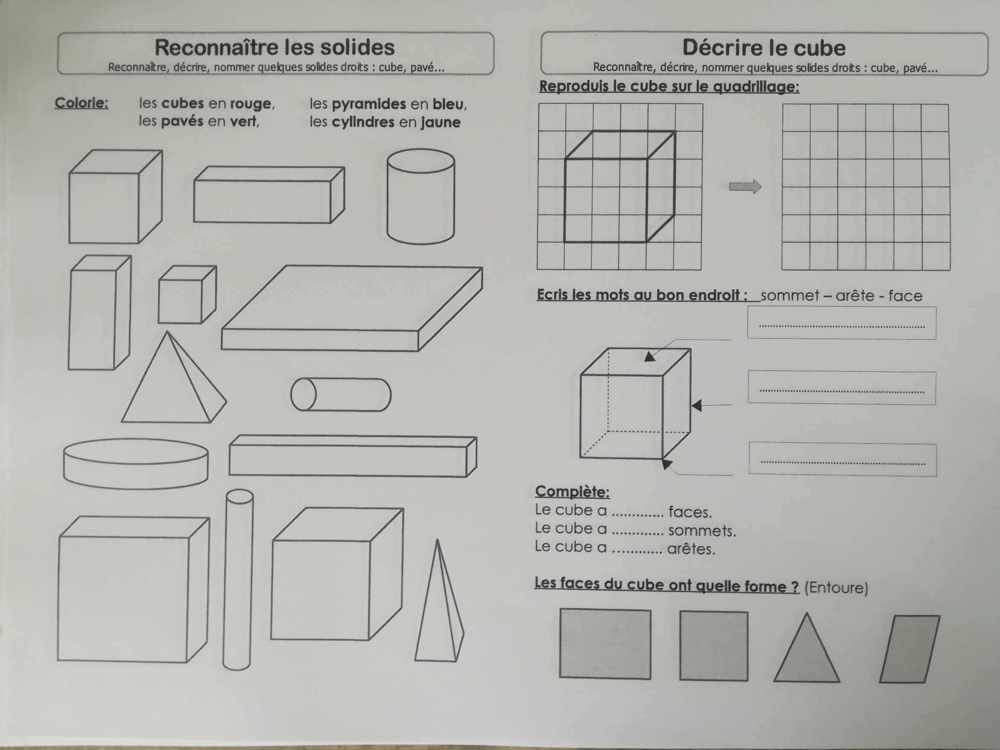 Reconnaître les solides
Reconnaître, décrire, nommer quelques solides droits : cube, pavé...
Colorie: les cubes en rouge, les pyramides en bleu,
les pavés en vert, les cylindres en jaune
Décrire le cube
Reconnaître, décrire, nommer quelques solides droits : cube, pavé...
Reproduis le cube sur le quadrillage:
Ecris les mots au bon endroit : sommet – arête - face
Complète:
Le cube a ............. faces.
Le cube a ............. sommets.
Le cube a ............ arêtes.
Les faces du cube ont quelle forme ? (Entoure)